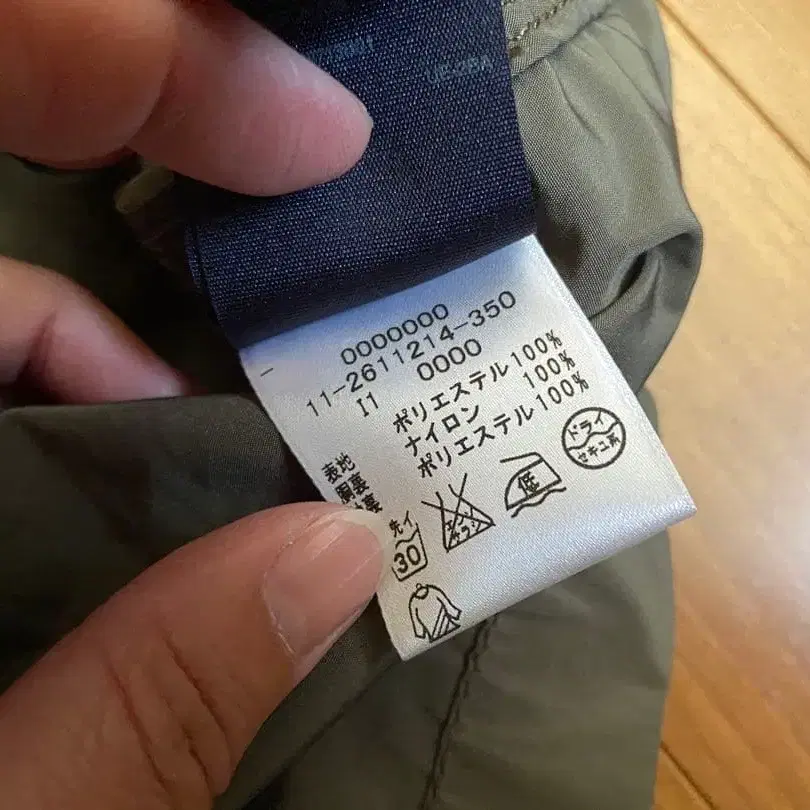 0000000
11-2611214-350
I1 0000
表地 ポリエステル100%
胴裏 ナイロン 100%
裏 ポリエステル100%
30
低
ドライ
セキユ系